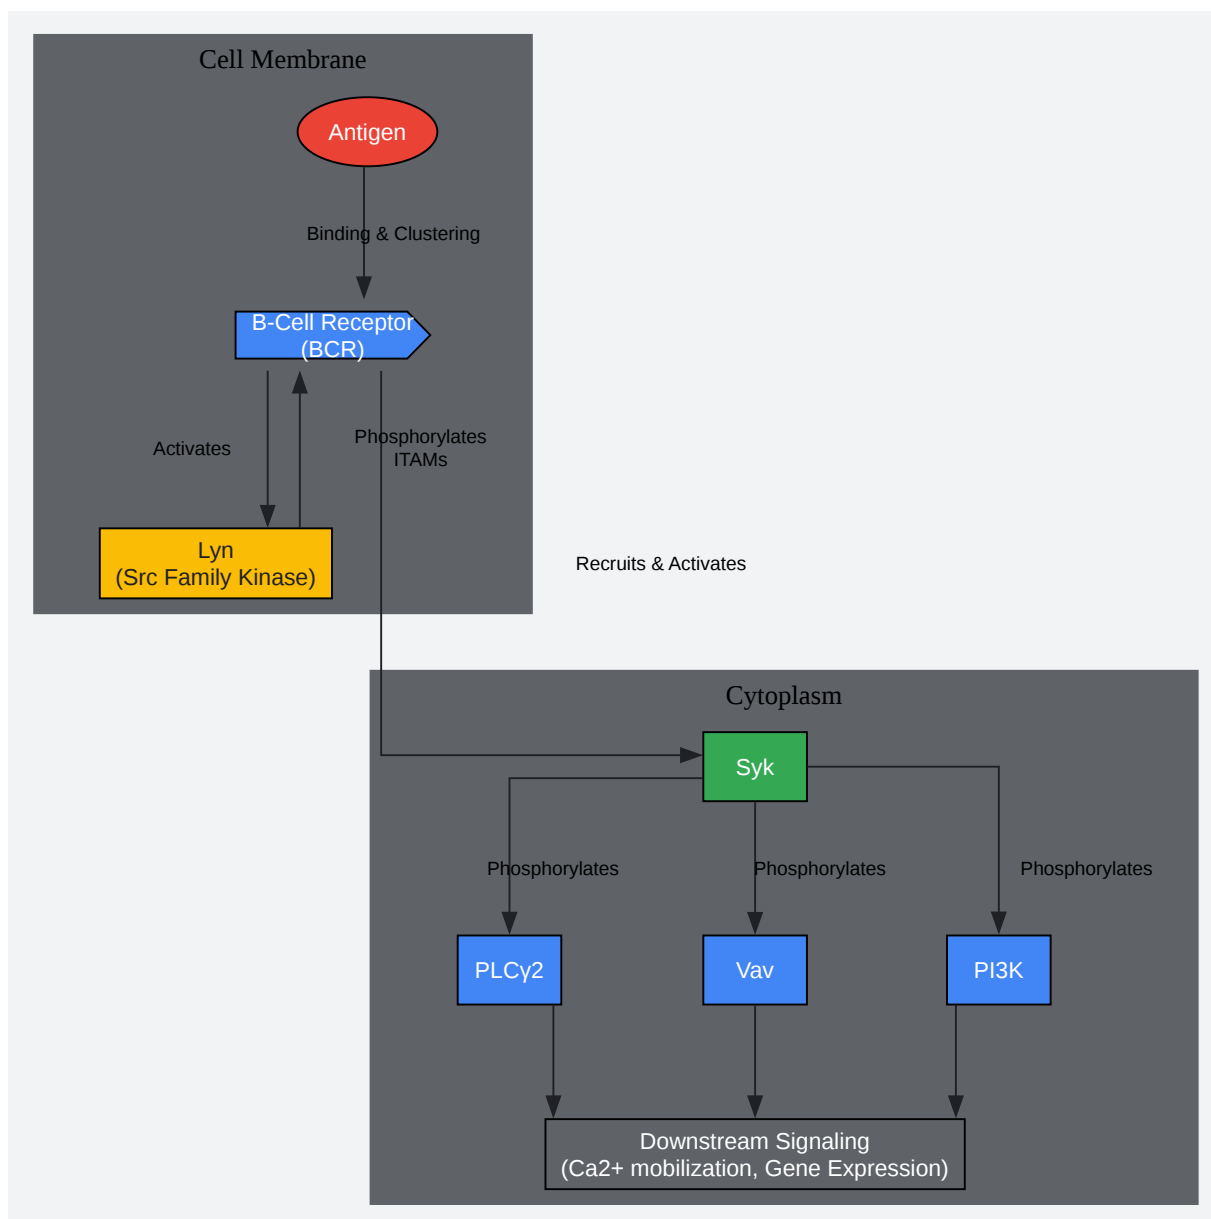 Cell Membrane
Antigen
Binding & Clustering
B-Cell Receptor
(BCR)
Activates
Phosphorylates
ITAMs
Lyn
(Src Family Kinase)
Recruits & Activates
Cytoplasm
Syk
Phosphorylates
Phosphorylates
Phosphorylates
PLCγ2
Vav
PI3K
Downstream Signaling
(Ca2+ mobilization, Gene Expression)